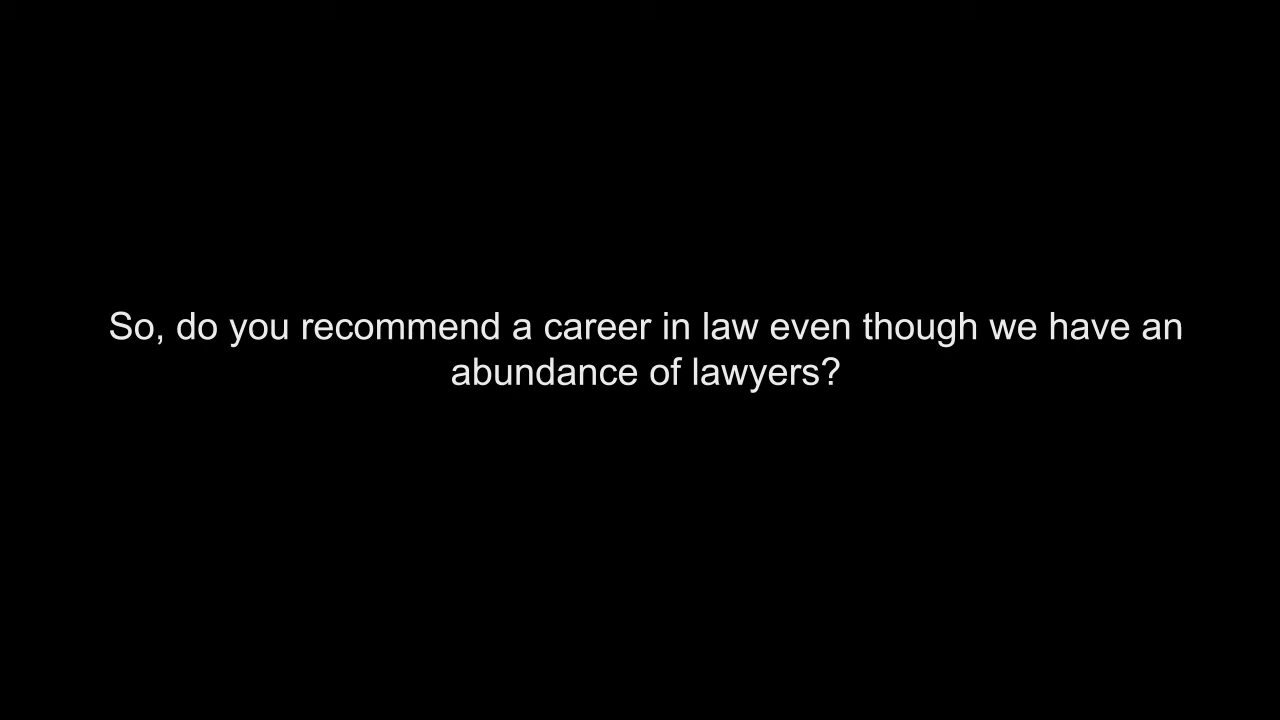 So, do you recommend a career in law even though we have an
abundance of lawyers?